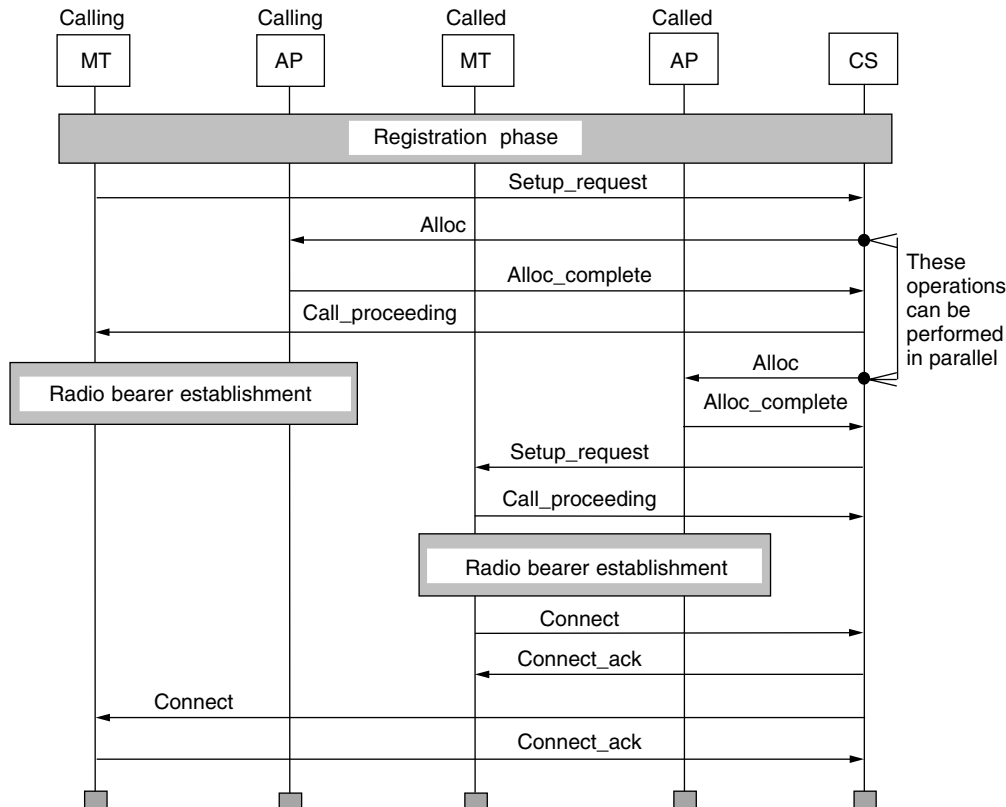 Calling
Calling
Called
Called
MT
AP
MT
AP
CS
Registration phase
Setup_request
Alloc
Alloc_complete
Call_proceeding
These
operations
can be
performed
in parallel
Radio bearer establishment
Alloc
Alloc_complete
Setup_request
Call_proceeding
Radio bearer establishment
Connect
Connect_ack
Connect
Connect_ack